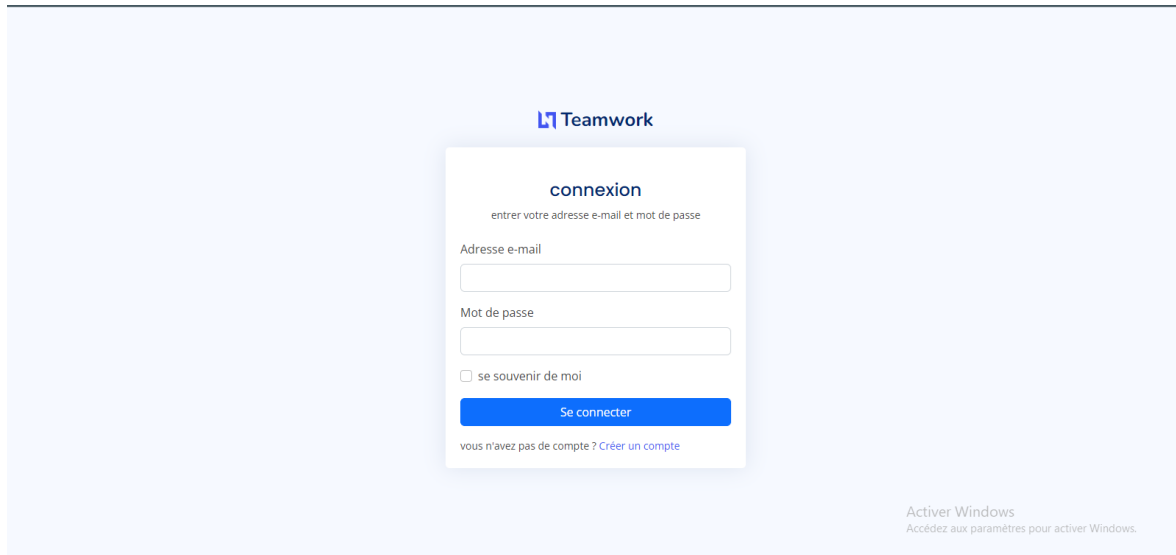 Teamwork
connexion
entrer votre adresse e-mail et mot de passe
Adresse e-mail
Mot de passe
se souvenir de moi
Se connecter
vous n'avez pas de compte ? Créer un compte
Activer Windows
Accédez aux paramètres pour activer Windows.